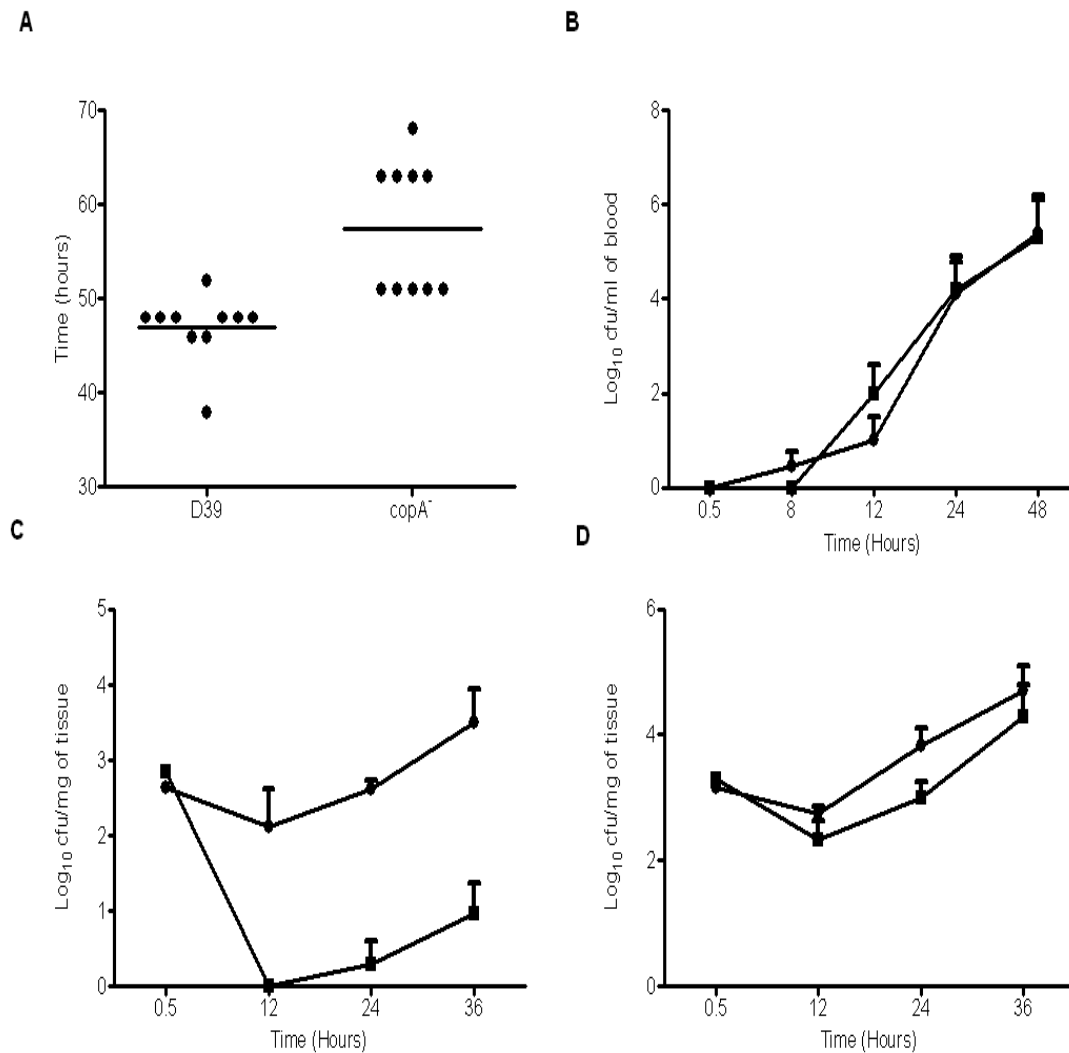 A
Time (hours)
70
60
50
40
30
D39
copA⁻
B
Log₁₀ cfu/ml of blood
8
6
4
2
0
0.5
8
12
24
48
Time (Hours)
C
Log₁₀ cfu/mg of tissue
5
4
3
2
1
0
0.5
12
24
36
Time (Hours)
D
Log₁₀ cfu/mg of tissue
6
4
2
0
0.5
12
24
36
Time (Hours)